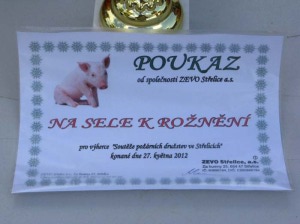 POUKAZ
od společnosti ZEVO Střelice a.s.
NA SELE K ROŽNĚNÍ
pro výherce "Soutěže požárních družstev ve Střelicích"
konané dne 27. května 2012
ZEVO Střelice, a.s.